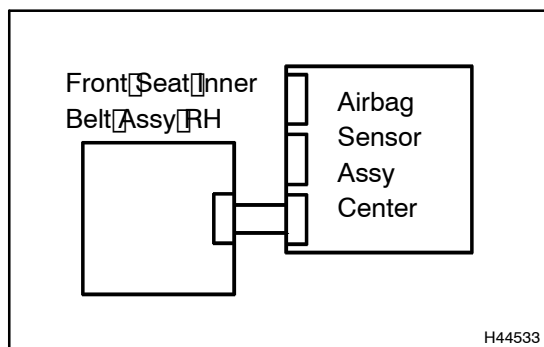 Front Seat Inner
Belt Assy RH
Airbag
Sensor
Assy
Center
H44533